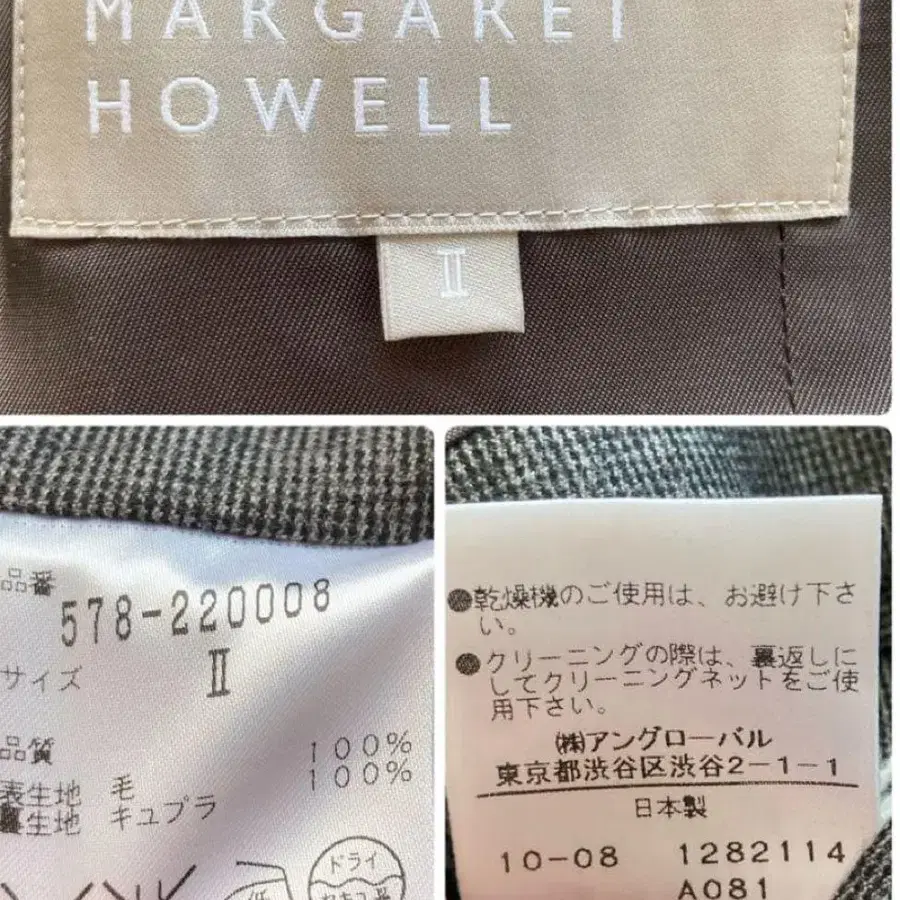 MARGARET
HOWELL
II
品番
578-220008
サイズ II
品質
表生地 毛 100%
裏生地 キュプラ 100%
低
ドライ
セキユ系
●乾燥機のご使用は、お避け下さ
い。
●クリーニングの際は、裏返しに
してクリーニングネットをご使
用下さい。
㈱アングローバル
東京都渋谷区渋谷2-1-1
日本製
10-08 1282114
A081